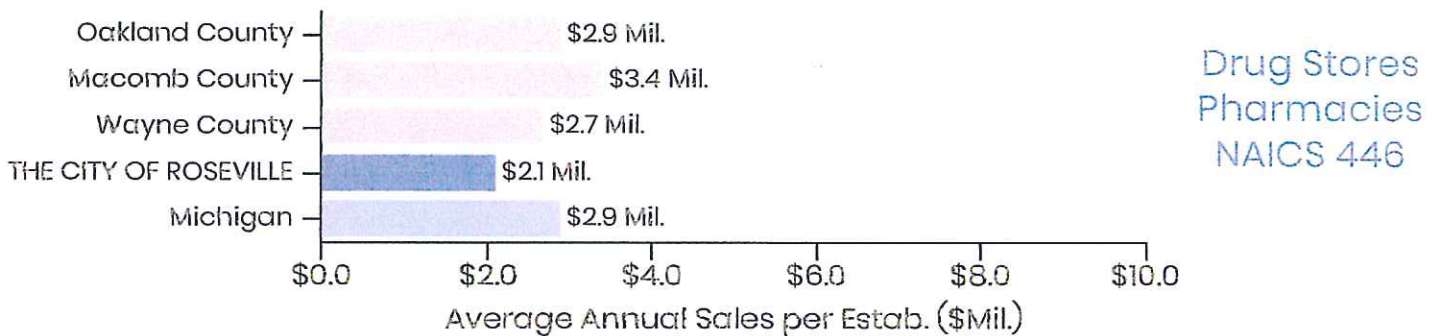 Oakland County
$2.9 Mil.
Macomb County
$3.4 Mil.
Wayne County
$2.7 Mil.
THE CITY OF ROSEVILLE
$2.1 Mil.
Michigan
$2.9 Mil.
$0.0
$2.0
$4.0
$6.0
$8.0
$10.0
Average Annual Sales per Estab. ($Mil.)
Drug Stores
Pharmacies
NAICS 446